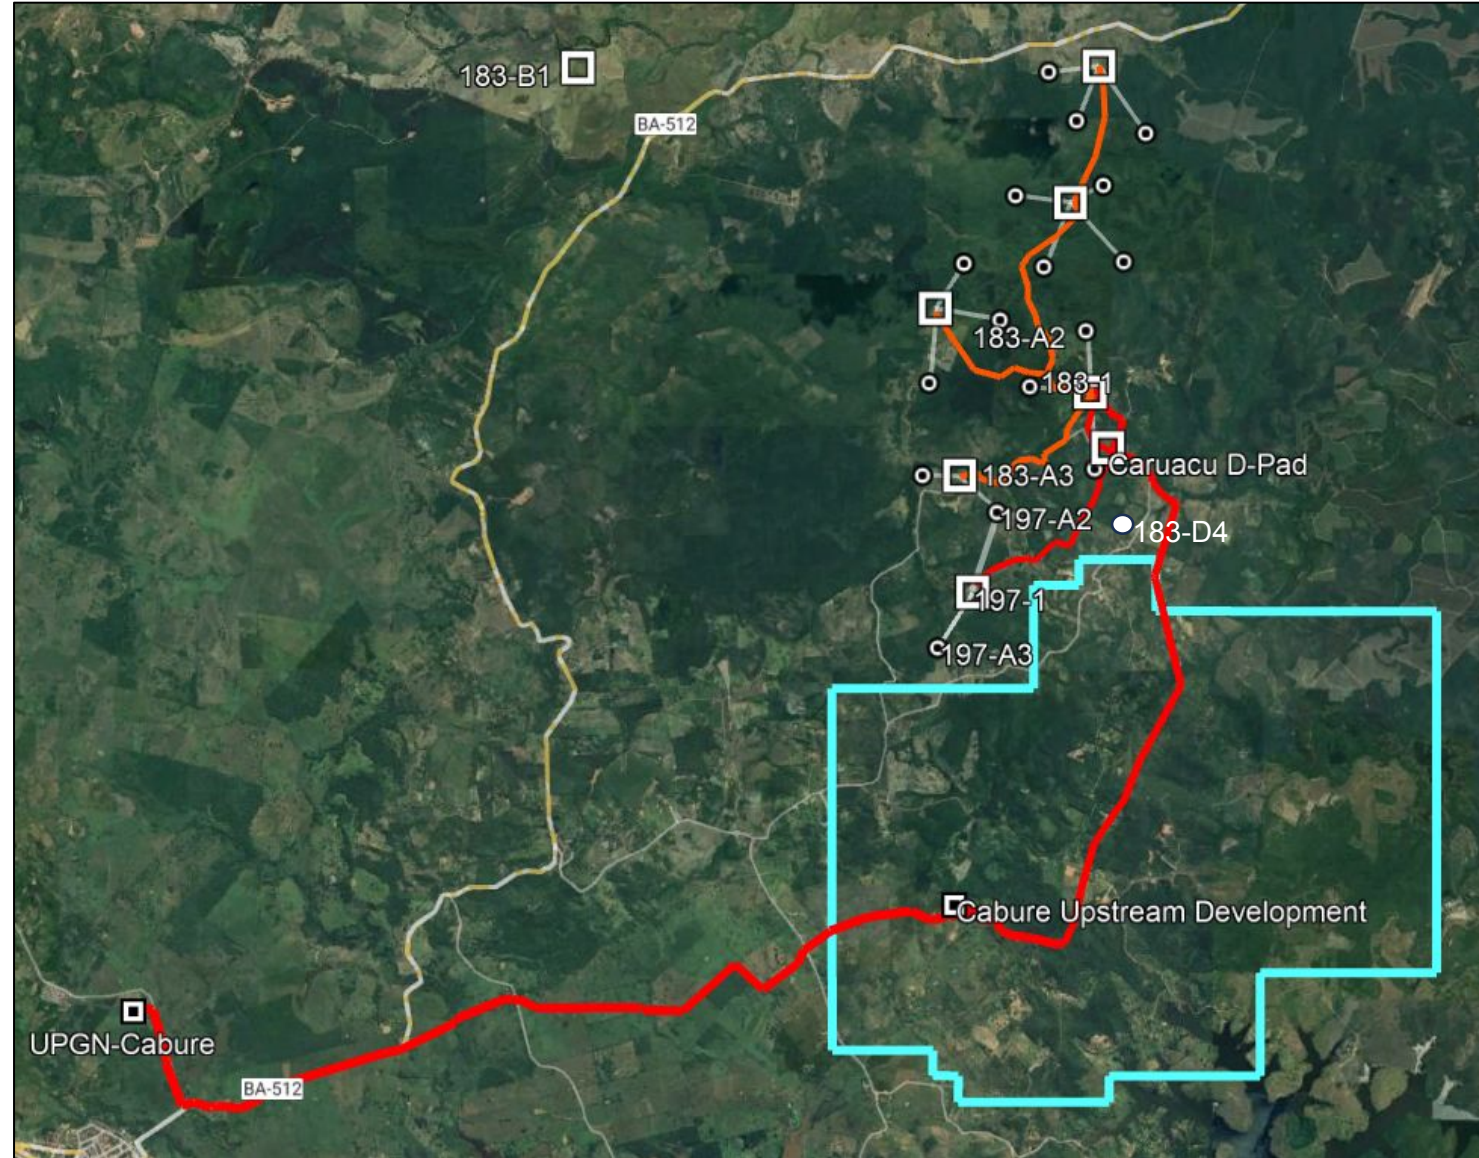 183-B1
BA-512
183-A2
183-1
Caruacu D-Pad
183-A3
197-A2
183-D4
197-1
197-A3
Cabure Upstream Development
UPGN-Cabure
BA-512